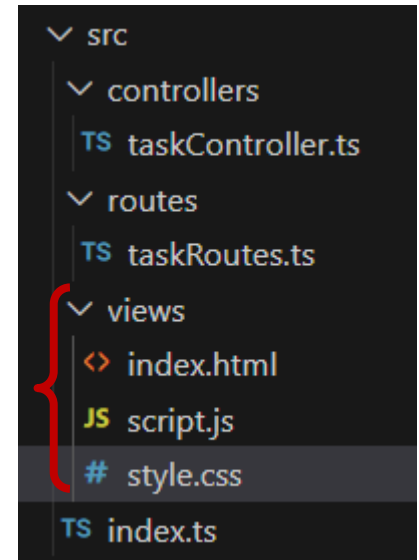 src
controllers
TS taskController.ts
routes
TS taskRoutes.ts
views
<> index.html
JS script.js
# style.css
TS index.ts